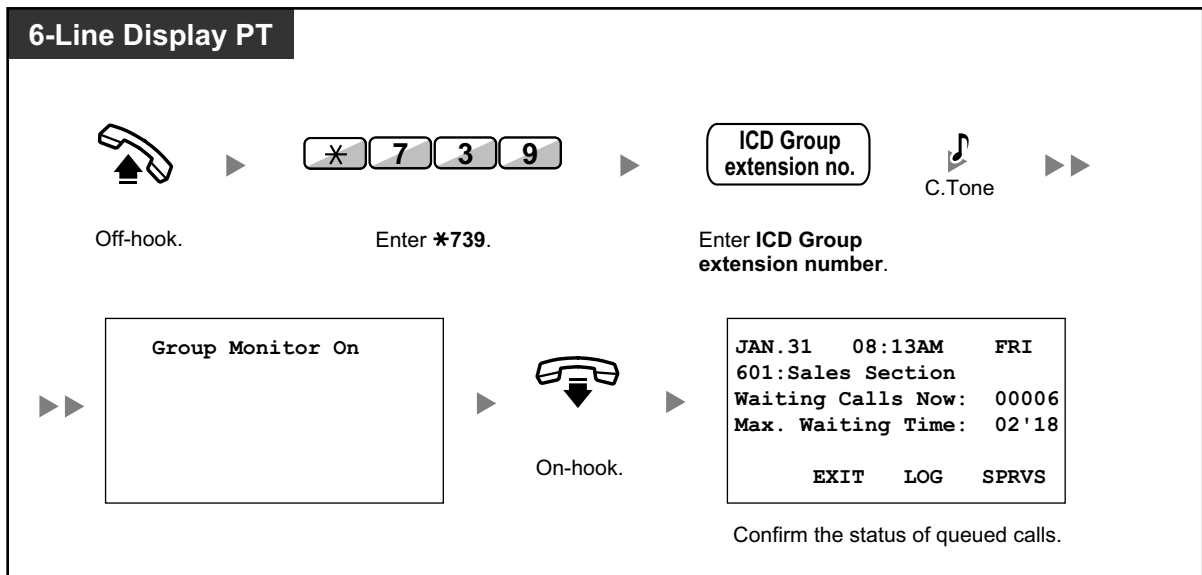 6-Line Display PT
* 7 3 9
ICD Group
extension no.
C.Tone
Off-hook.
Enter *739.
Enter ICD Group
extension number.
Group Monitor On
On-hook.
JAN.31 08:13AM FRI
601:Sales Section
Waiting Calls Now: 00006
Max. Waiting Time: 02'18
EXIT LOG SPRVS
Confirm the status of queued calls.